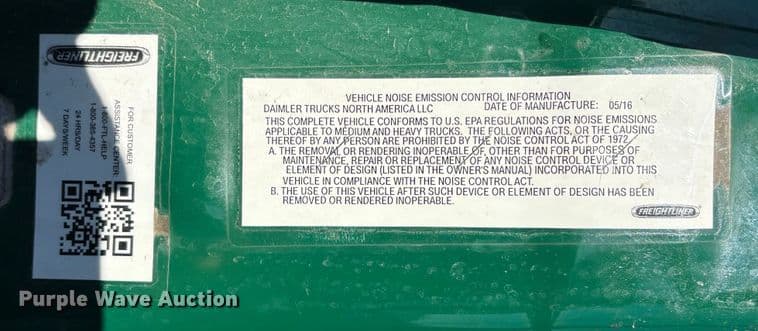 FREIGHTLINER
FOR CUSTOMER
ASSISTANCE CENTER:
1-800-FTL-HELP
1-800-385-4357
24 HRS/DAY
7 DAYS/WEEK
VEHICLE NOISE EMISSION CONTROL INFORMATION
DAIMLER TRUCKS NORTH AMERICA LLC DATE OF MANUFACTURE: 05/16
THIS COMPLETE VEHICLE CONFORMS TO U.S. EPA REGULATIONS FOR NOISE EMISSIONS
APPLICABLE TO MEDIUM AND HEAVY TRUCKS. THE FOLLOWING ACTS, OR THE CAUSING
THEREOF BY ANY PERSON ARE PROHIBITED BY THE NOISE CONTROL ACT OF 1972
A. THE REMOVAL OR RENDERING INOPERABLE OF, OTHER THAN FOR PURPOSES OF
MAINTENANCE, REPAIR OR REPLACEMENT OF ANY NOISE CONTROL DEVICE OR
ELEMENT OF DESIGN (LISTED IN THE OWNER'S MANUAL) INCORPORATED INTO THIS
VEHICLE IN COMPLIANCE WITH THE NOISE CONTROL ACT.
B. THE USE OF THIS VEHICLE AFTER SUCH DEVICE OR ELEMENT OF DESIGN HAS BEEN
REMOVED OR RENDERED INOPERABLE.
FREIGHTLINER
Purple Wave Auction